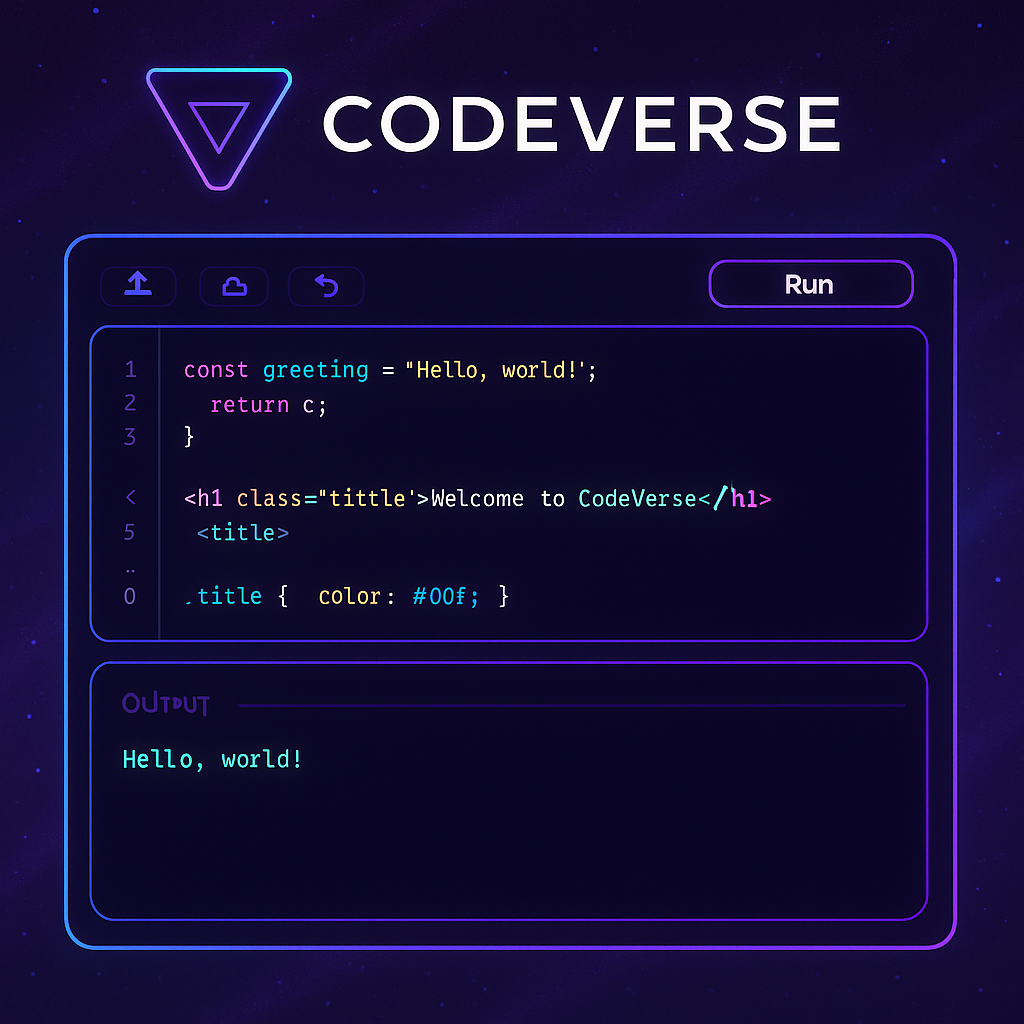 CODEVERSE
Run
1 const greeting = "Hello, world!';
2 return c;
3 }
< <h1 class="tittle'>Welcome to CodeVerse</h1>
5 <title>
..
0 .title { color: #00f; }
OUTPUT
Hello, world!